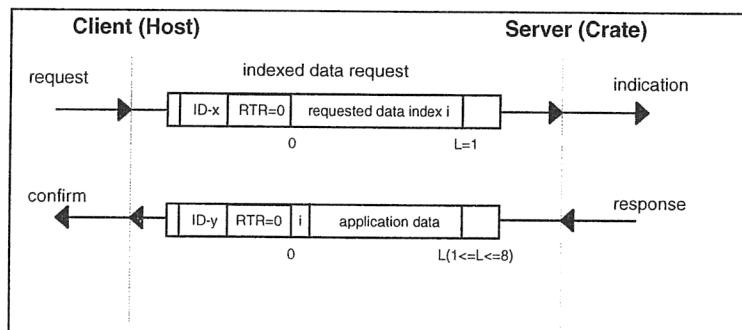 Client (Host) Server (Crate)
request indexed data request indication
ID-x RTR=0 requested data index i
0 L=1
confirm response
ID-y RTR=0 i application data
0 L(1<=L<=8)